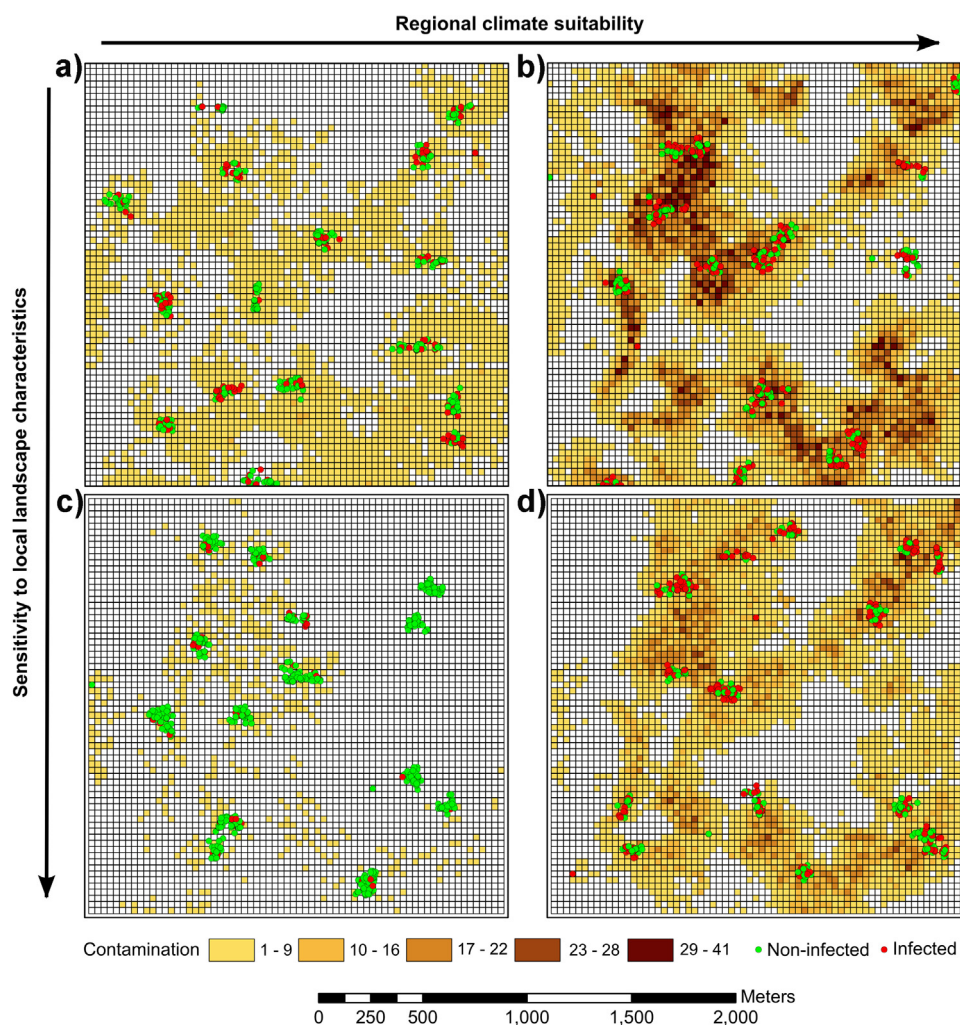 Regional climate suitability
a)
b)
Sensitivity to local landscape characteristics
c)
d)
Contamination 1 - 9 10 - 16 17 - 22 23 - 28 29 - 41 Non-infected Infected
Meters
0 250 500 1,000 1,500 2,000